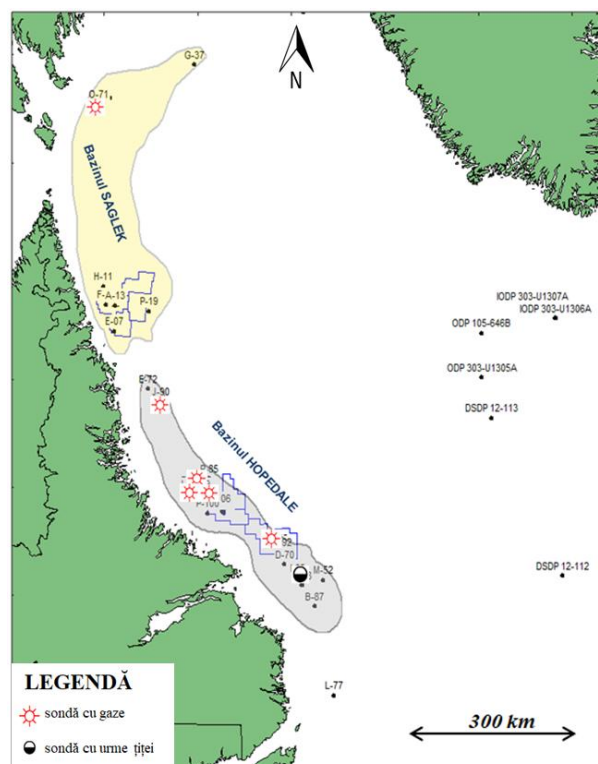 G-37
N
O-71
Bazinul SAGLEK
H-11
F-
A-13
P-19
E-07
IODP 303-U1307A
IODP 303-U1306A
ODP 105-646B
ODP 303-U1305A
DSDP 12-113
E-72
J-90
Bazinul HOPEDALE
06
92
D-70
M-52
B-87
DSDP 12-112
L-77
LEGENDĂ
sondă cu gaze
sondă cu urme țiței
300 km